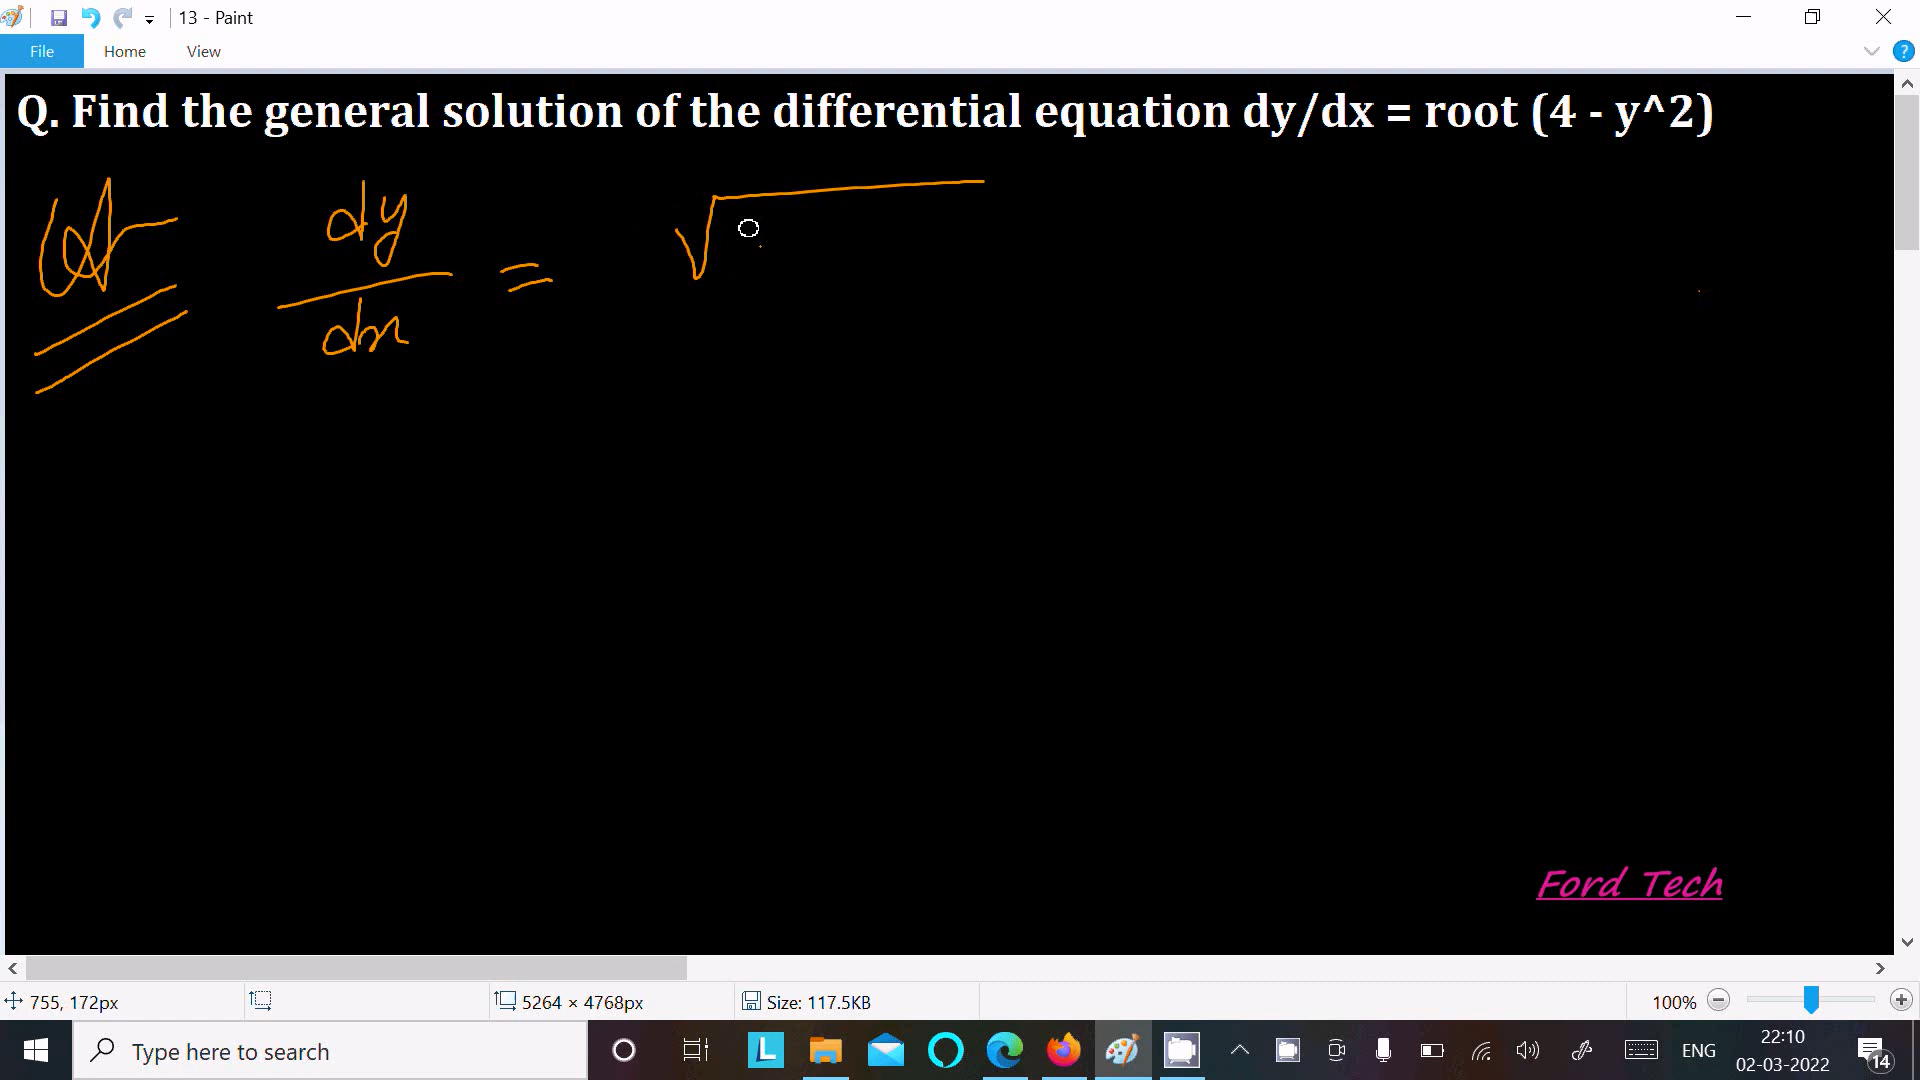 13 - Paint
File Home View
Q. Find the general solution of the differential equation dy/dx = root (4 - y^2)
dy
dx
= √
Ford Tech
755, 172px 5264 × 4768px Size: 117.5KB 100%
Type here to search
L
ENG
22:10
02-03-2022
14